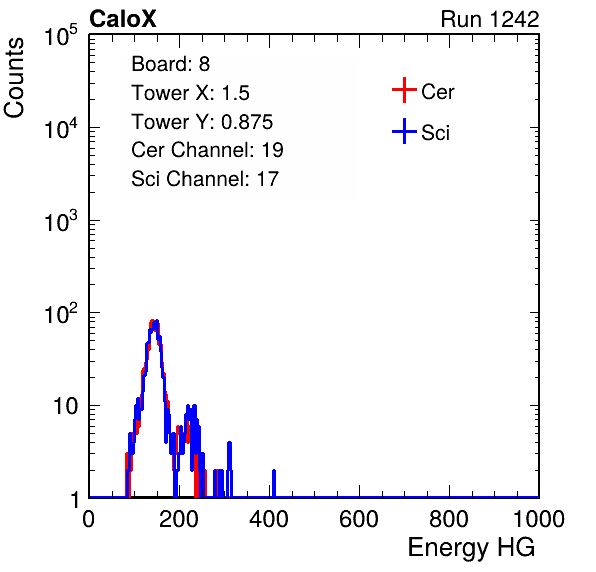 CaloX Run 1242
Board: 8
Tower X: 1.5
Tower Y: 0.875
Cer Channel: 19
Sci Channel: 17
Cer
Sci
Counts
10^5
10^4
10^3
10^2
10
1
0 200 400 600 800 1000
Energy HG